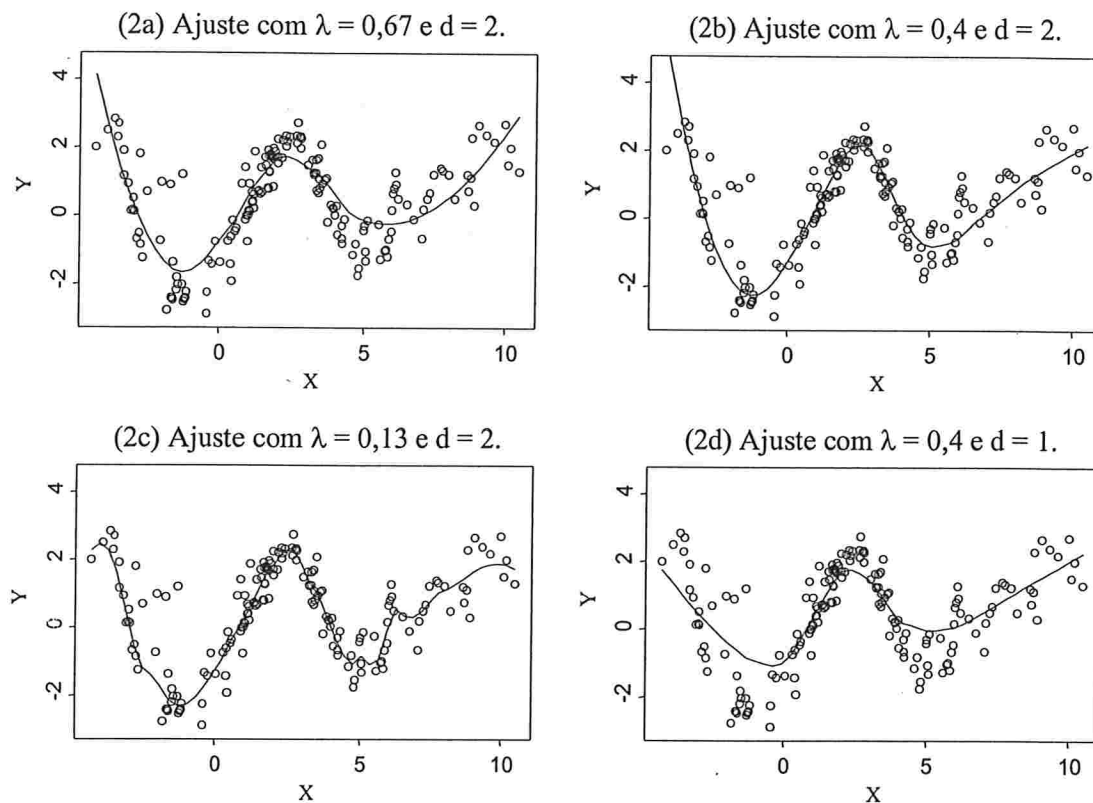 (2a) Ajuste com λ = 0,67 e d = 2.
4
2
0
-2
Y
0 5 10
X
(2b) Ajuste com λ = 0,4 e d = 2.
4
2
0
-2
Y
0 5 10
X
(2c) Ajuste com λ = 0,13 e d = 2.
4
2
0
-2
Y
0 5 10
X
(2d) Ajuste com λ = 0,4 e d = 1.
4
2
0
-2
Y
0 5 10
X